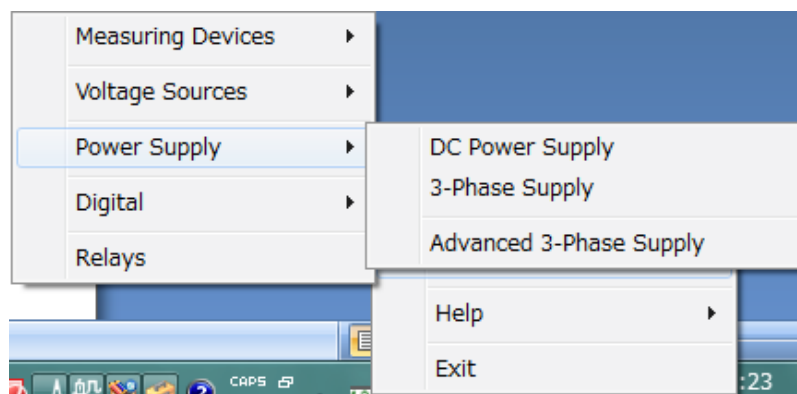 Measuring Devices
Voltage Sources
Power Supply
Digital
Relays
DC Power Supply
3-Phase Supply
Advanced 3-Phase Supply
Help
Exit
CAPS
:23